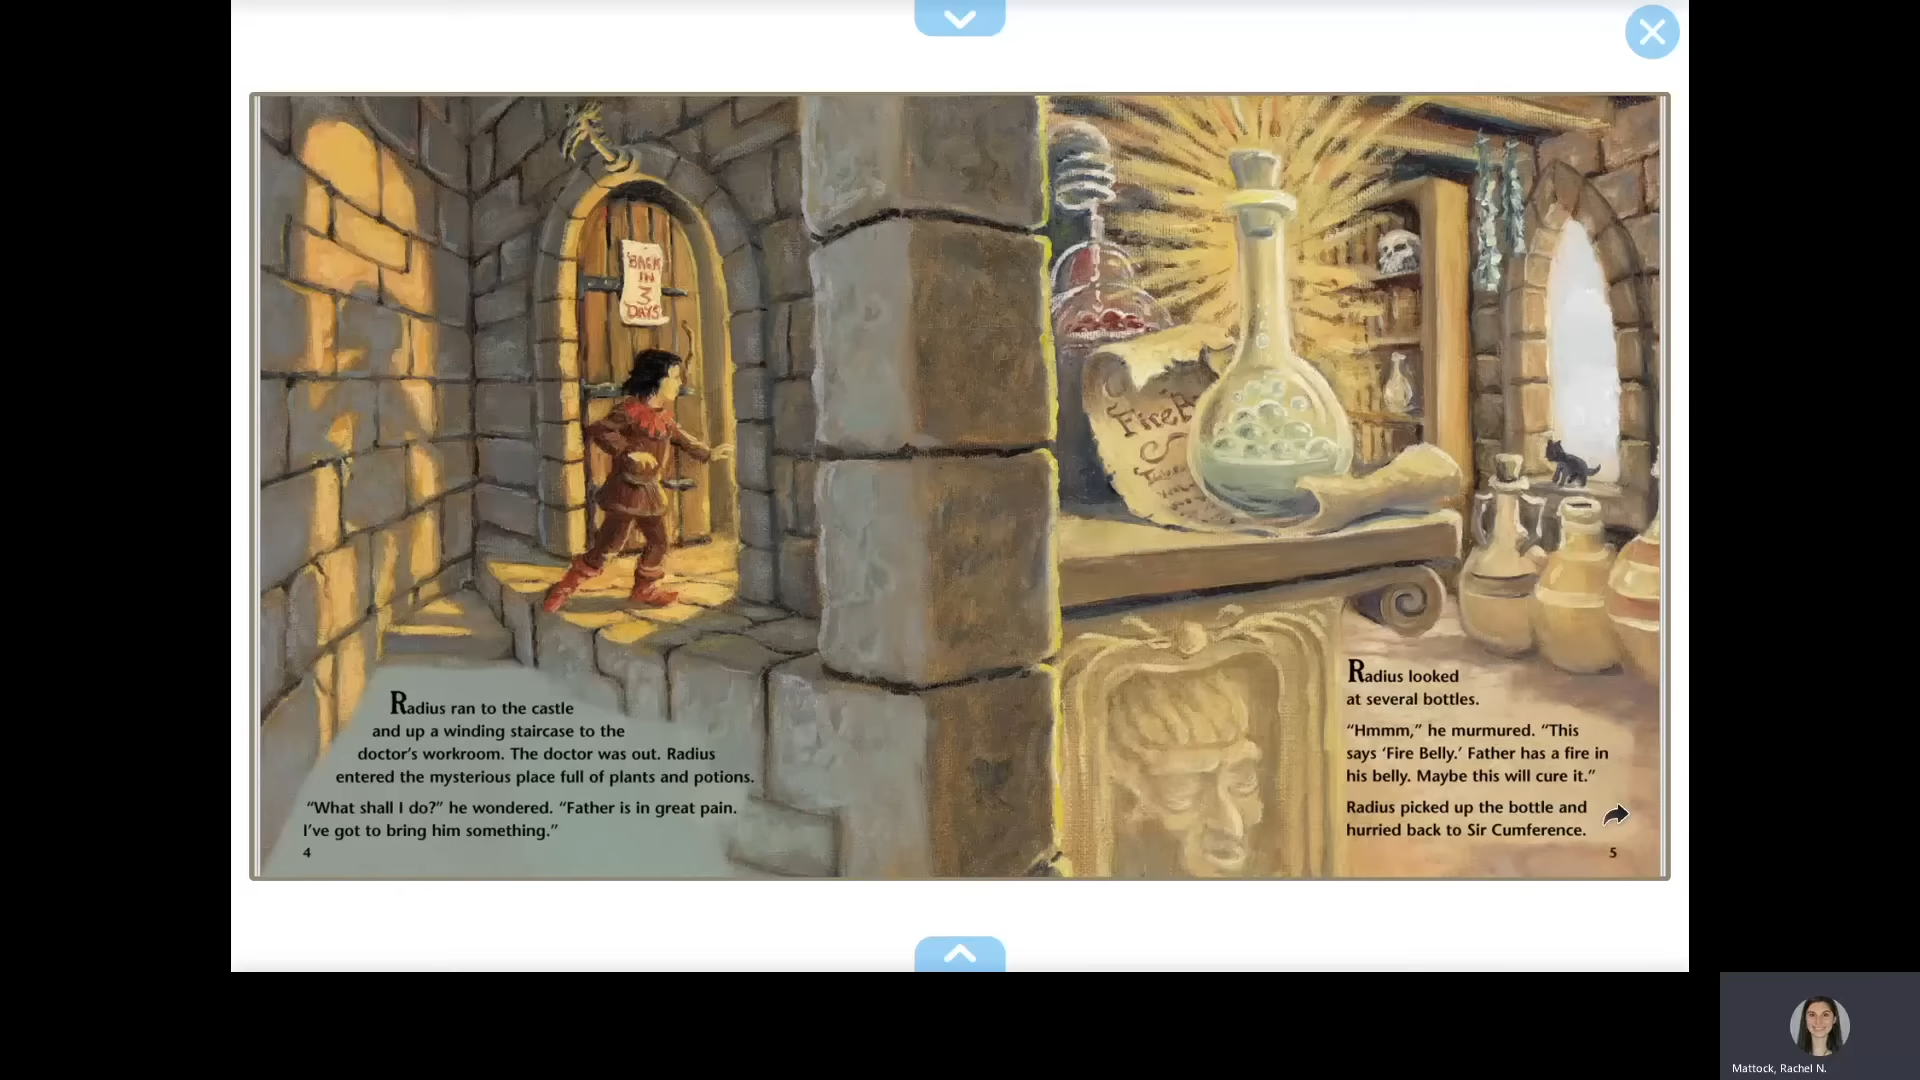 BACK
IN
3
DAYS
Radius ran to the castle
and up a winding staircase to the
doctor's workroom. The doctor was out. Radius
entered the mysterious place full of plants and potions.
“What shall I do?” he wondered. “Father is in great pain.
I've got to bring him something.”
4
Fire
Radius looked
at several bottles.
“Hmmm,” he murmured. “This
says ‘Fire Belly.’ Father has a fire in
his belly. Maybe this will cure it.”
Radius picked up the bottle and
hurried back to Sir Cumference.
5
Mattock, Rachel N.